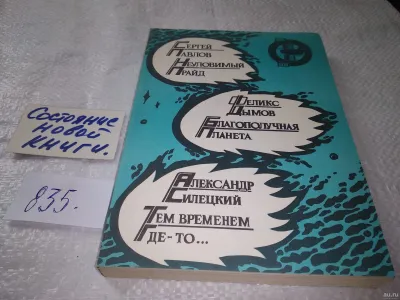 Сергей
Павлов
Неуловимый
Прайд
Феликс
Дымов
Благополучная
планета
Александр
Силецкий
Тем временем
где-то...
Состояние
новой
книги.
835.